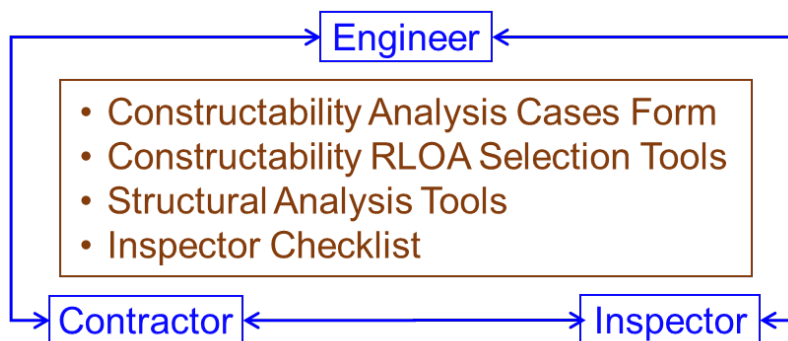 Engineer
• Constructability Analysis Cases Form
• Constructability RLOA Selection Tools
• Structural Analysis Tools
• Inspector Checklist
Contractor
Inspector